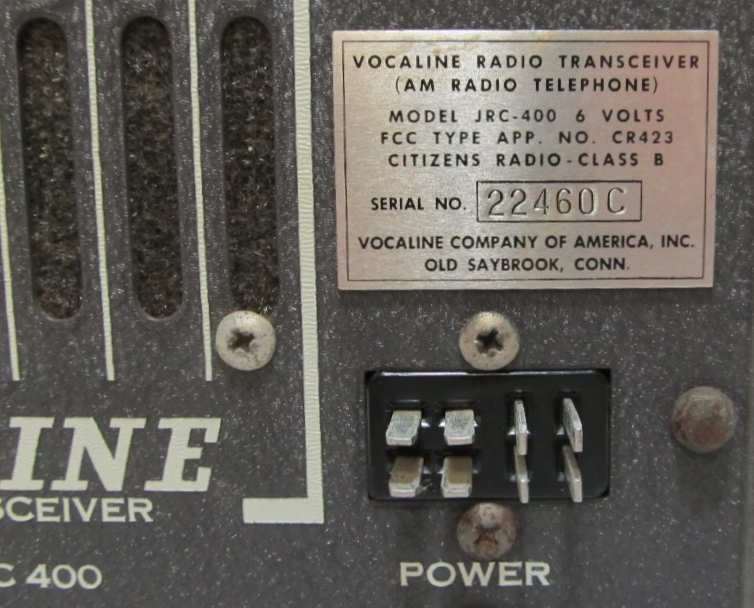 VOCALINE RADIO TRANSCEIVER
(AM RADIO TELEPHONE)
MODEL JRC-400 6 VOLTS
FCC TYPE APP. NO. CR423
CITIZENS RADIO-CLASS B
SERIAL NO. 22460C
VOCALINE COMPANY OF AMERICA, INC.
OLD SAYBROOK, CONN.
INE
SCEIVER
C 400
POWER